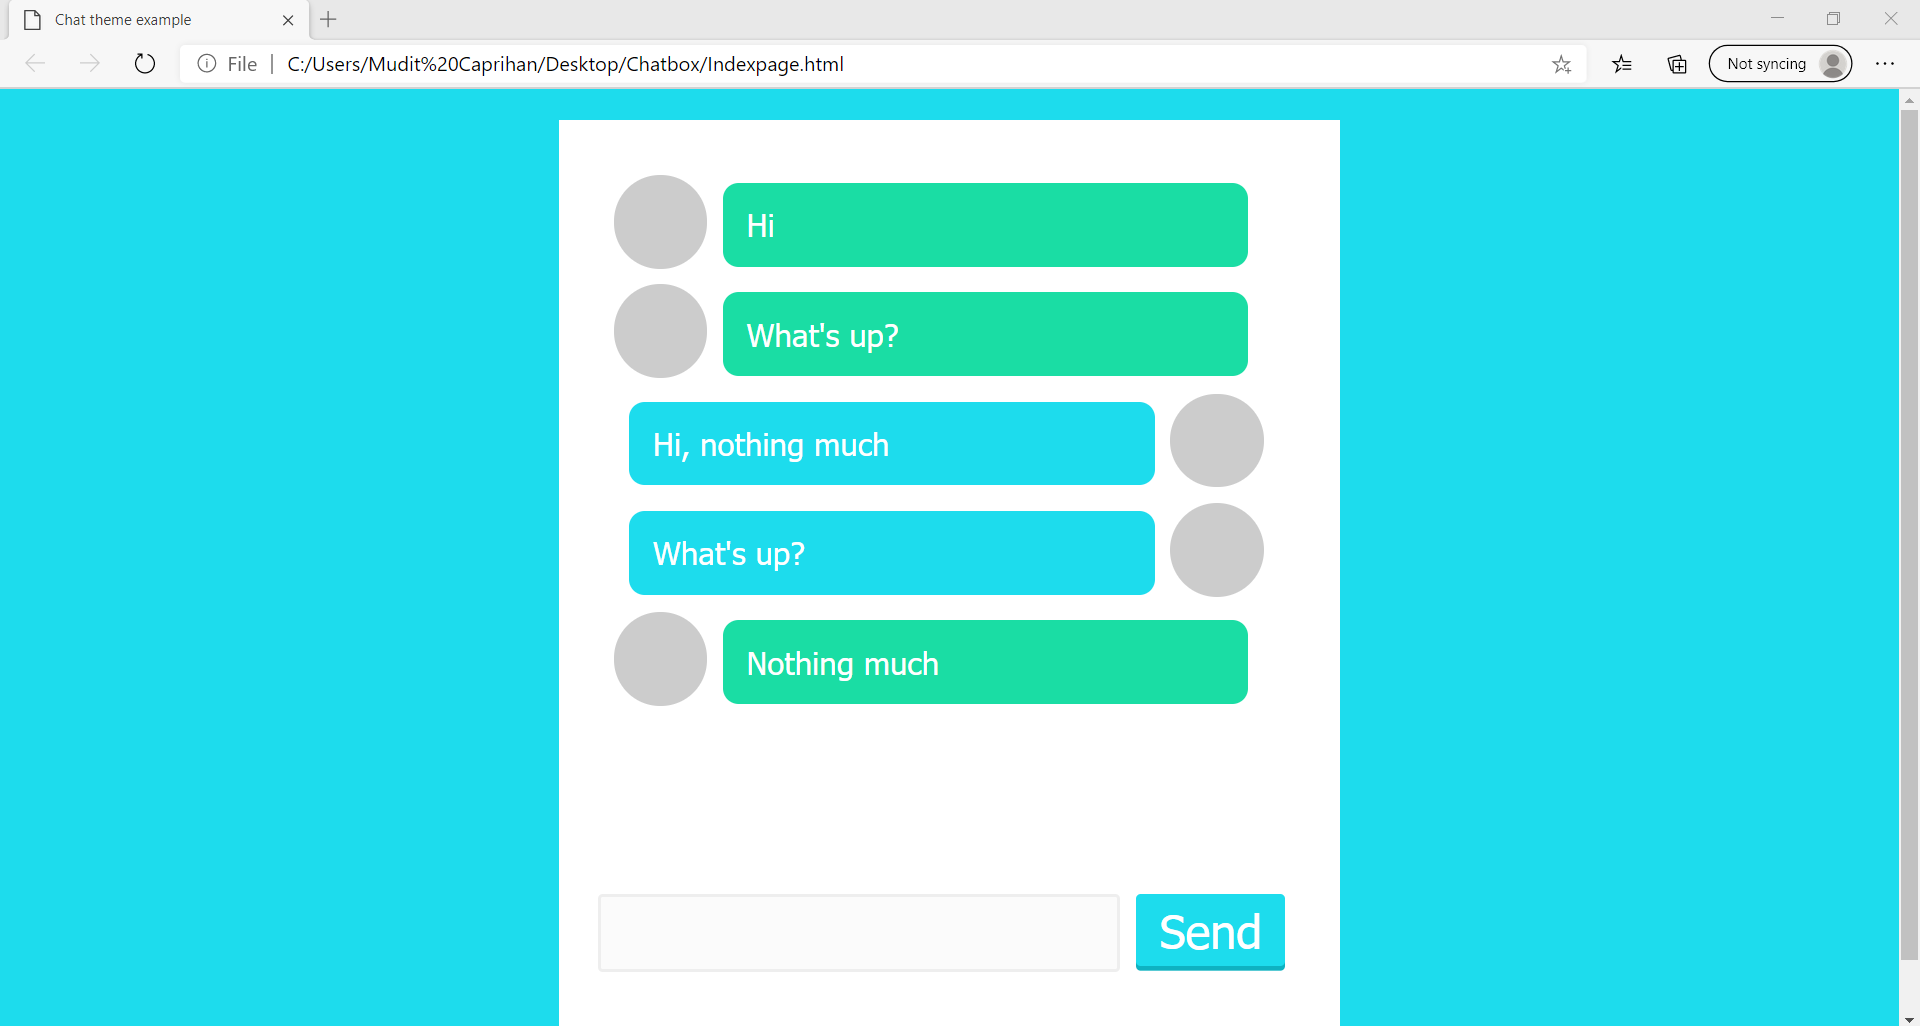 Chat theme example
File
C:/Users/Mudit%20Caprihan/Desktop/Chatbox/Indexpage.html
Not syncing
Hi
What's up?
Hi, nothing much
What's up?
Nothing much
Send